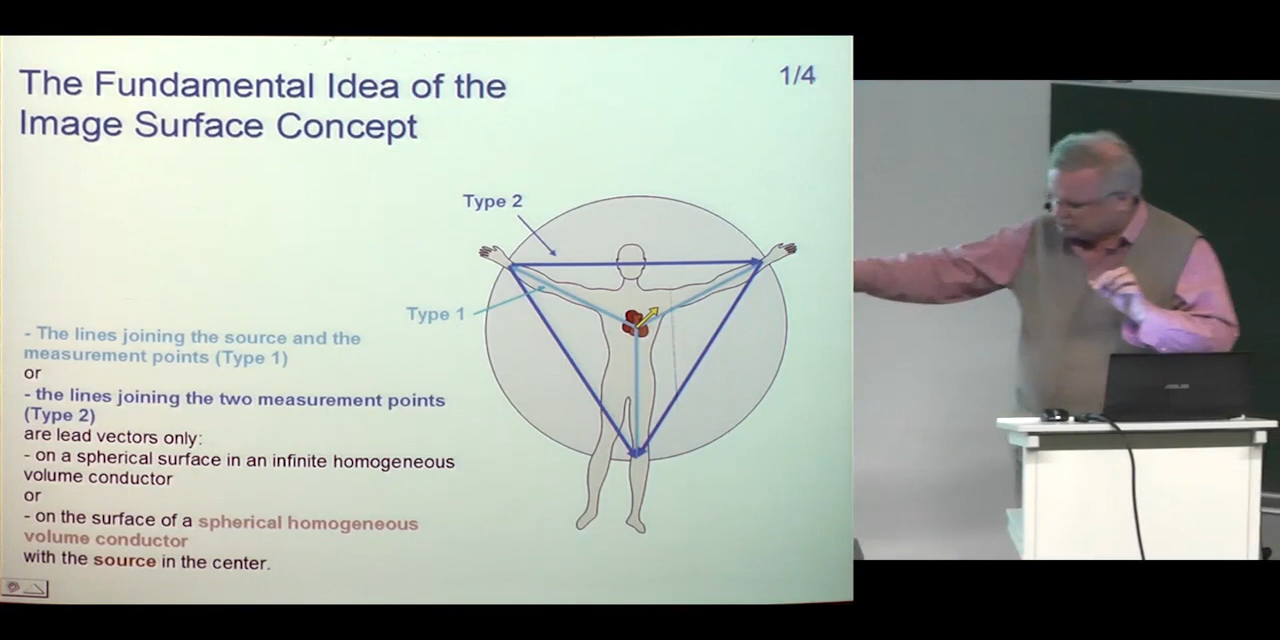 The Fundamental Idea of the
Image Surface Concept
1/4
Type 2
Type 1
- The lines joining the source and the
measurement points (Type 1)
or
- the lines joining the two measurement points
(Type 2)
are lead vectors only:
- on a spherical surface in an infinite homogeneous
volume conductor
or
- on the surface of a spherical homogeneous
volume conductor
with the source in the center.
ASUS